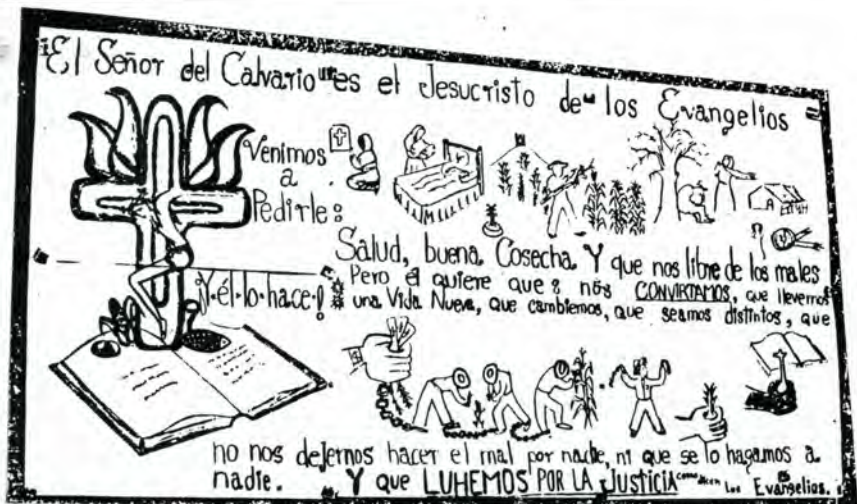 El Señor del Calvario es el Jesucristo de los Evangelios
Venimos
a
Pedirle:
Salud, buena Cosecha. Y que nos libre de los males
Y él lo hace!
Pero él quiere que: nos CONVIRTAMOS, que llevemos
una Vida Nueva, que cambiemos, que seamos distintos, que
no nos dejemos hacer el mal por nadie, ni que se lo hagamos a
nadie. Y que LUHEMOS POR LA JUSTICIA como dicen los Evangelios.